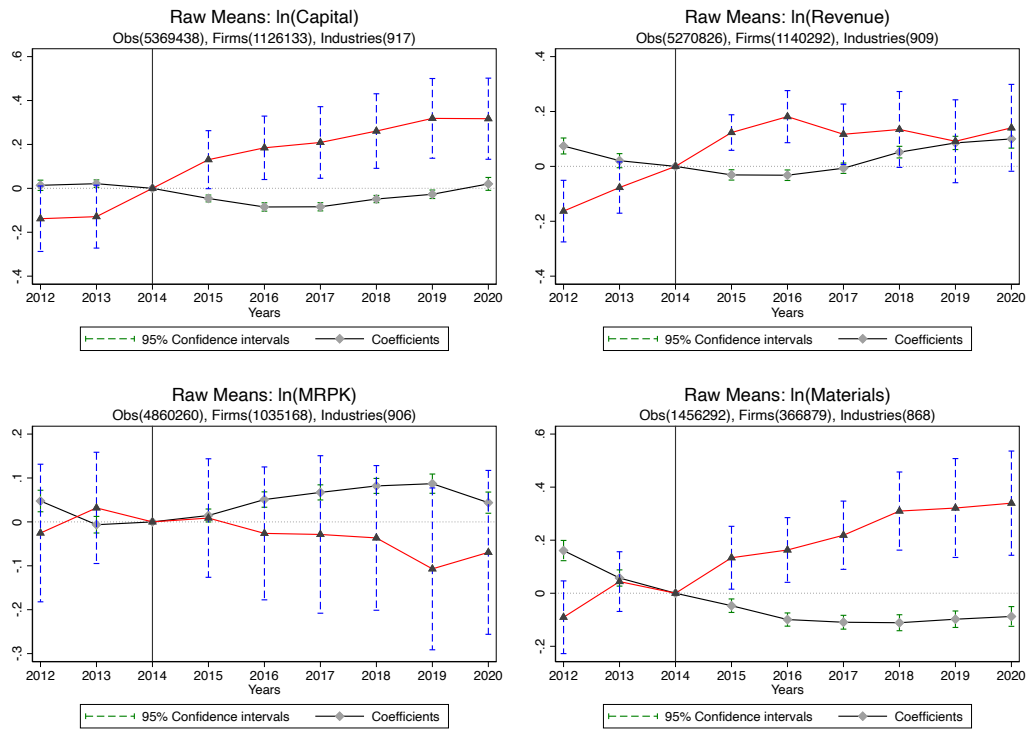 Raw Means: ln(Capital)
Obs(5369438), Firms(1126133), Industries(917)
.6
.4
.2
0
-.2
-.4
2012 2013 2014 2015 2016 2017 2018 2019 2020
Years
95% Confidence intervals Coefficients
Raw Means: ln(Revenue)
Obs(5270826), Firms(1140292), Industries(909)
.4
.2
0
-.2
-.4
2012 2013 2014 2015 2016 2017 2018 2019 2020
Years
95% Confidence intervals Coefficients
Raw Means: ln(MRPK)
Obs(4860260), Firms(1035168), Industries(906)
.2
.1
0
-.1
-.2
-.3
2012 2013 2014 2015 2016 2017 2018 2019 2020
Years
95% Confidence intervals Coefficients
Raw Means: ln(Materials)
Obs(1456292), Firms(366879), Industries(868)
.6
.4
.2
0
-.2
2012 2013 2014 2015 2016 2017 2018 2019 2020
Years
95% Confidence intervals Coefficients